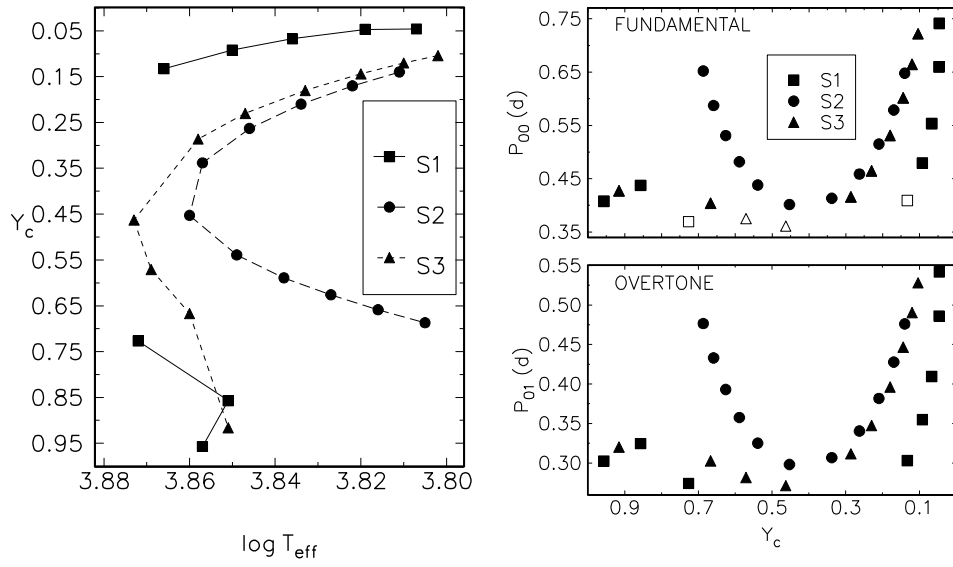 0.05
0.15
0.25
0.35
0.45
0.55
0.65
0.75
0.85
0.95
Y_c
S1
S2
S3
3.88 3.86 3.84 3.82 3.80
log T_eff
FUNDAMENTAL
0.75
0.65
0.55
0.45
0.35
P_00 (d)
S1
S2
S3
OVERTONE
0.55
0.50
0.45
0.40
0.35
0.30
P_01 (d)
0.9 0.7 0.5 0.3 0.1
Y_c